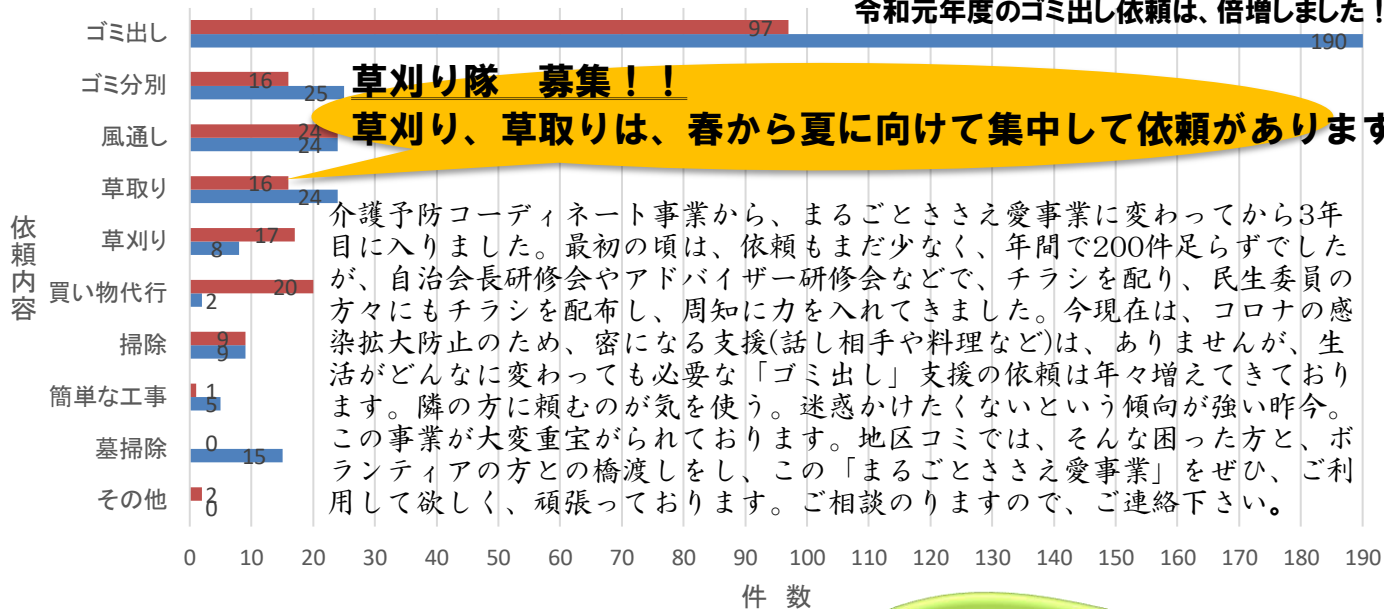 令和元年度のゴミ出し依頼は、倍増しました！
ゴミ出し
97
190
ゴミ分別
16
25
草刈り隊　募集！！
風通し
24
24
草刈り、草取りは、春から夏に向けて集中して依頼があります
草取り
16
24
草刈り
17
8
買い物代行
20
2
掃除
9
9
簡単な工事
1
5
墓掃除
0
15
その他
2
0
依頼内容
介護予防コーディネート事業から、まるごとささえ愛事業に変わってから3年
目に入りました。最初の頃は、依頼もまだ少なく、年間で200件足らずでした
が、自治会長研修会やアドバイザー研修会などで、チラシを配り、民生委員の
方々にもチラシを配布し、周知に力を入れてきました。今現在は、コロナの感
染拡大防止のため、密になる支援(話し相手や料理など)は、ありませんが、生
活がどんなに変わっても必要な「ゴミ出し」支援の依頼は年々増えてきており
ます。隣の方に頼むのが気を使う。迷惑かけたくないという傾向が強い昨今。
この事業が大変重宝がられております。地区コミでは、そんな困った方と、ボ
ランティアの方との橋渡しをし、この「まるごとささえ愛事業」をぜひ、ご利
用して欲しく、頑張っております。ご相談のりますので、ご連絡下さい。
0 10 20 30 40 50 60 70 80 90 100 110 120 130 140 150 160 170 180 190
件 数